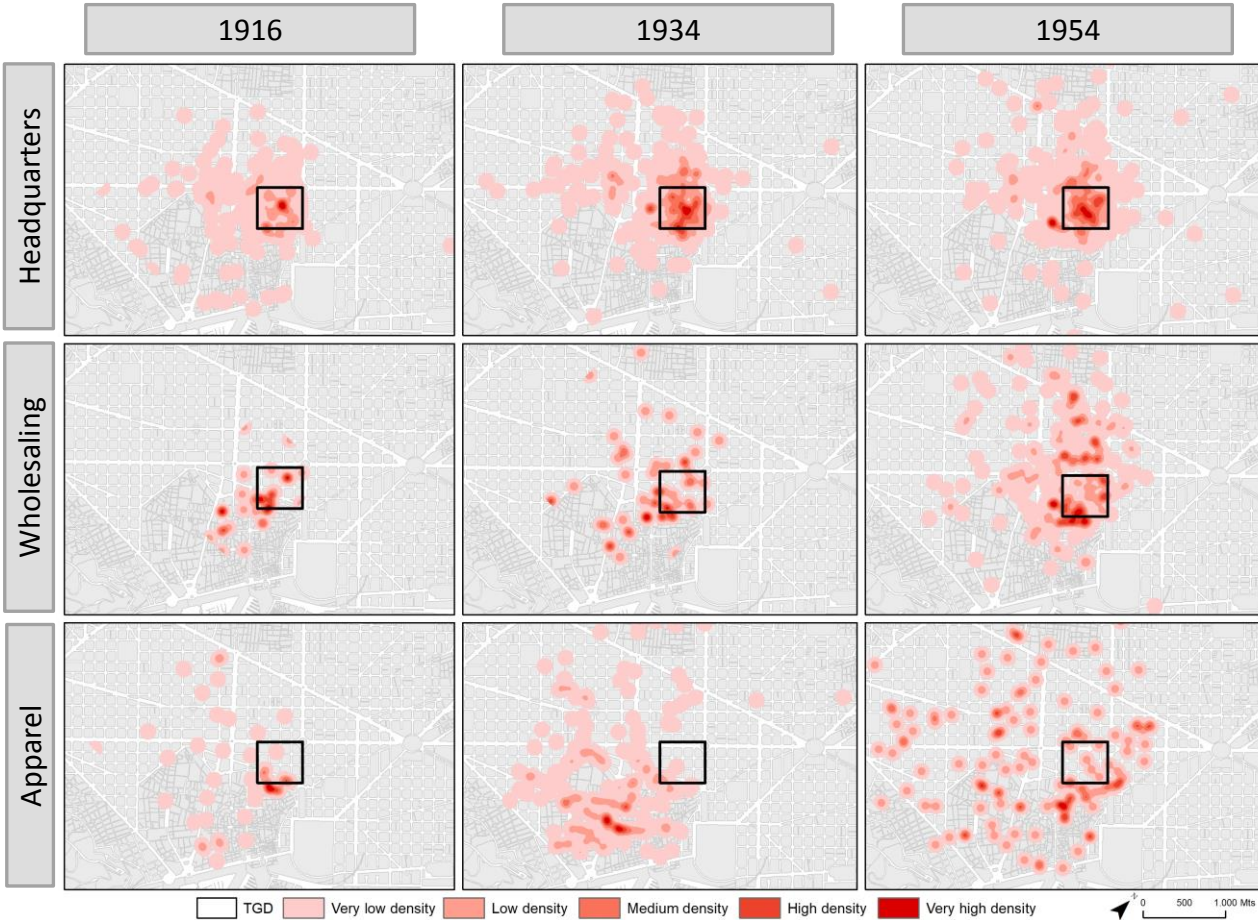 1916
1934
1954
Headquarters
Wholesaling
Apparel
TGD Very low density Low density Medium density High density Very high density
0 500 1.000 Mts